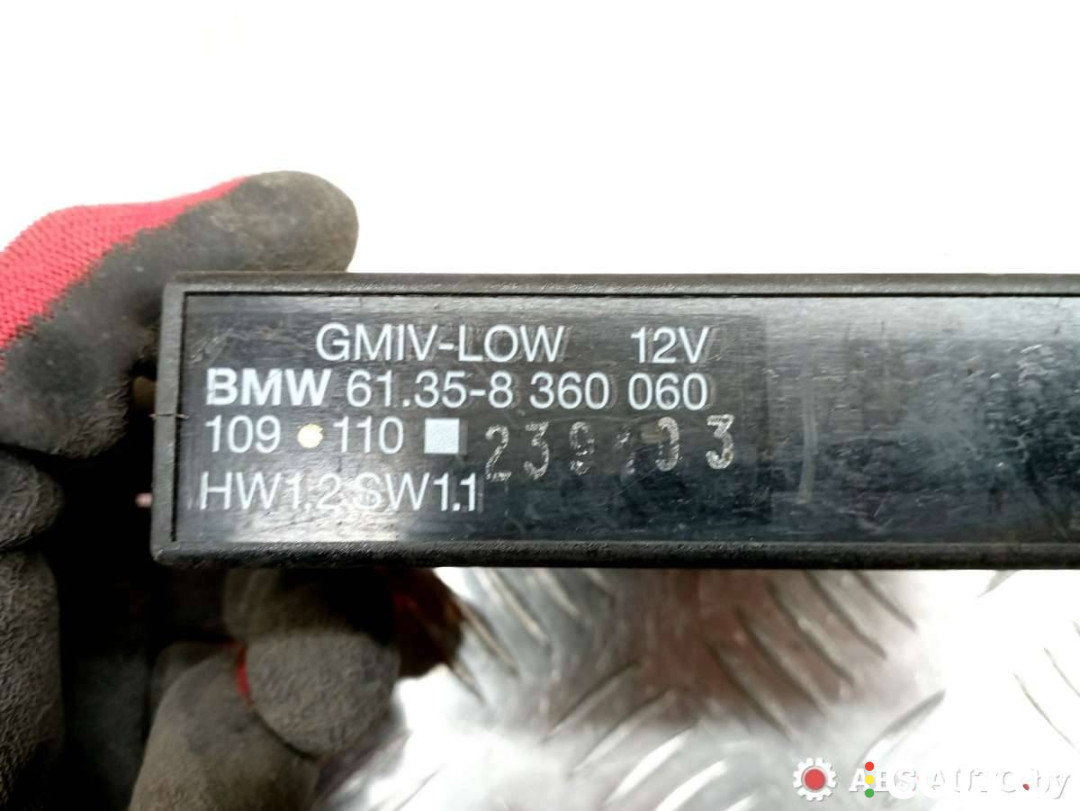 GMIV-LOW 12V
BMW 61.35-8 360 060
109 110
HW1.2 SW1.1